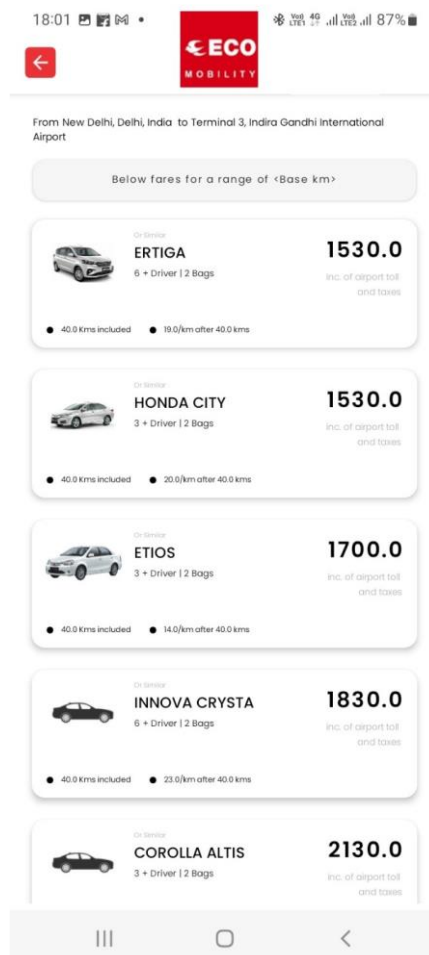 18:01
VoD 4G
LTE1
VoD
LTE2
87%
ECO
MOBILITY
From New Delhi, Delhi, India to Terminal 3, Indira Gandhi International
Airport
Below fares for a range of <Base km>
Or Similar
ERTIGA
1530.0
6 + Driver | 2 Bags
inc. of airport toll
and taxes
40.0 Kms included
19.0/km after 40.0 kms
Or Similar
HONDA CITY
1530.0
3 + Driver | 2 Bags
inc. of airport toll
and taxes
40.0 Kms included
20.0/km after 40.0 kms
Or Similar
ETIOS
1700.0
3 + Driver | 2 Bags
inc. of airport toll
and taxes
40.0 Kms included
14.0/km after 40.0 kms
Or Similar
INNOVA CRYSTA
1830.0
6 + Driver | 2 Bags
inc. of airport toll
and taxes
40.0 Kms included
23.0/km after 40.0 kms
Or Similar
COROLLA ALTIS
2130.0
3 + Driver | 2 Bags
inc. of airport toll
and taxes